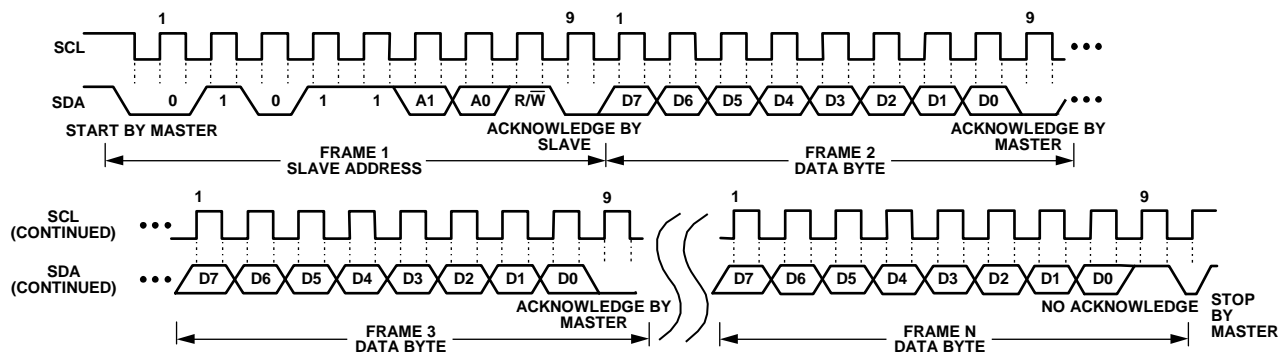 1 9 1 9
SCL
SDA 0 1 0 1 1 A1 A0 R/W̅ D7 D6 D5 D4 D3 D2 D1 D0
START BY MASTER
ACKNOWLEDGE BY
SLAVE
ACKNOWLEDGE BY
MASTER
FRAME 1
SLAVE ADDRESS
FRAME 2
DATA BYTE
1 9 1 9
SCL
(CONTINUED)
SDA
(CONTINUED)
D7 D6 D5 D4 D3 D2 D1 D0
D7 D6 D5 D4 D3 D2 D1 D0
ACKNOWLEDGE BY
MASTER
NO ACKNOWLEDGE
STOP
BY
MASTER
FRAME 3
DATA BYTE
FRAME N
DATA BYTE